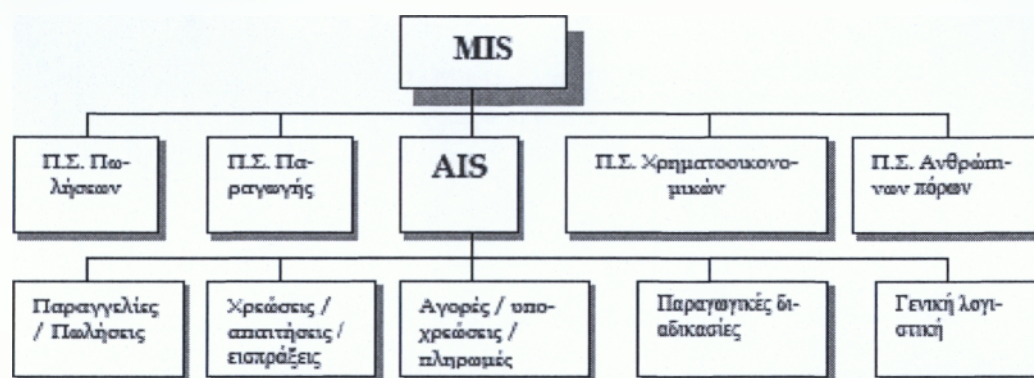 MIS
Π.Σ. Πω-
λήσεων
Π.Σ. Πα-
ραγωγής
AIS
Π.Σ. Χρηματοοικονο-
μικών
Π.Σ. Ανθρώπι-
νων πόρων
Παραγγελίες
/ Πωλήσεις
Χρεώσεις /
απαιτήσεις /
εισπράξεις
Αγορές / υπο-
χρεώσεις /
πληρωμές
Παραγωγικές δι-
αδικασίες
Γενική λογι-
στική